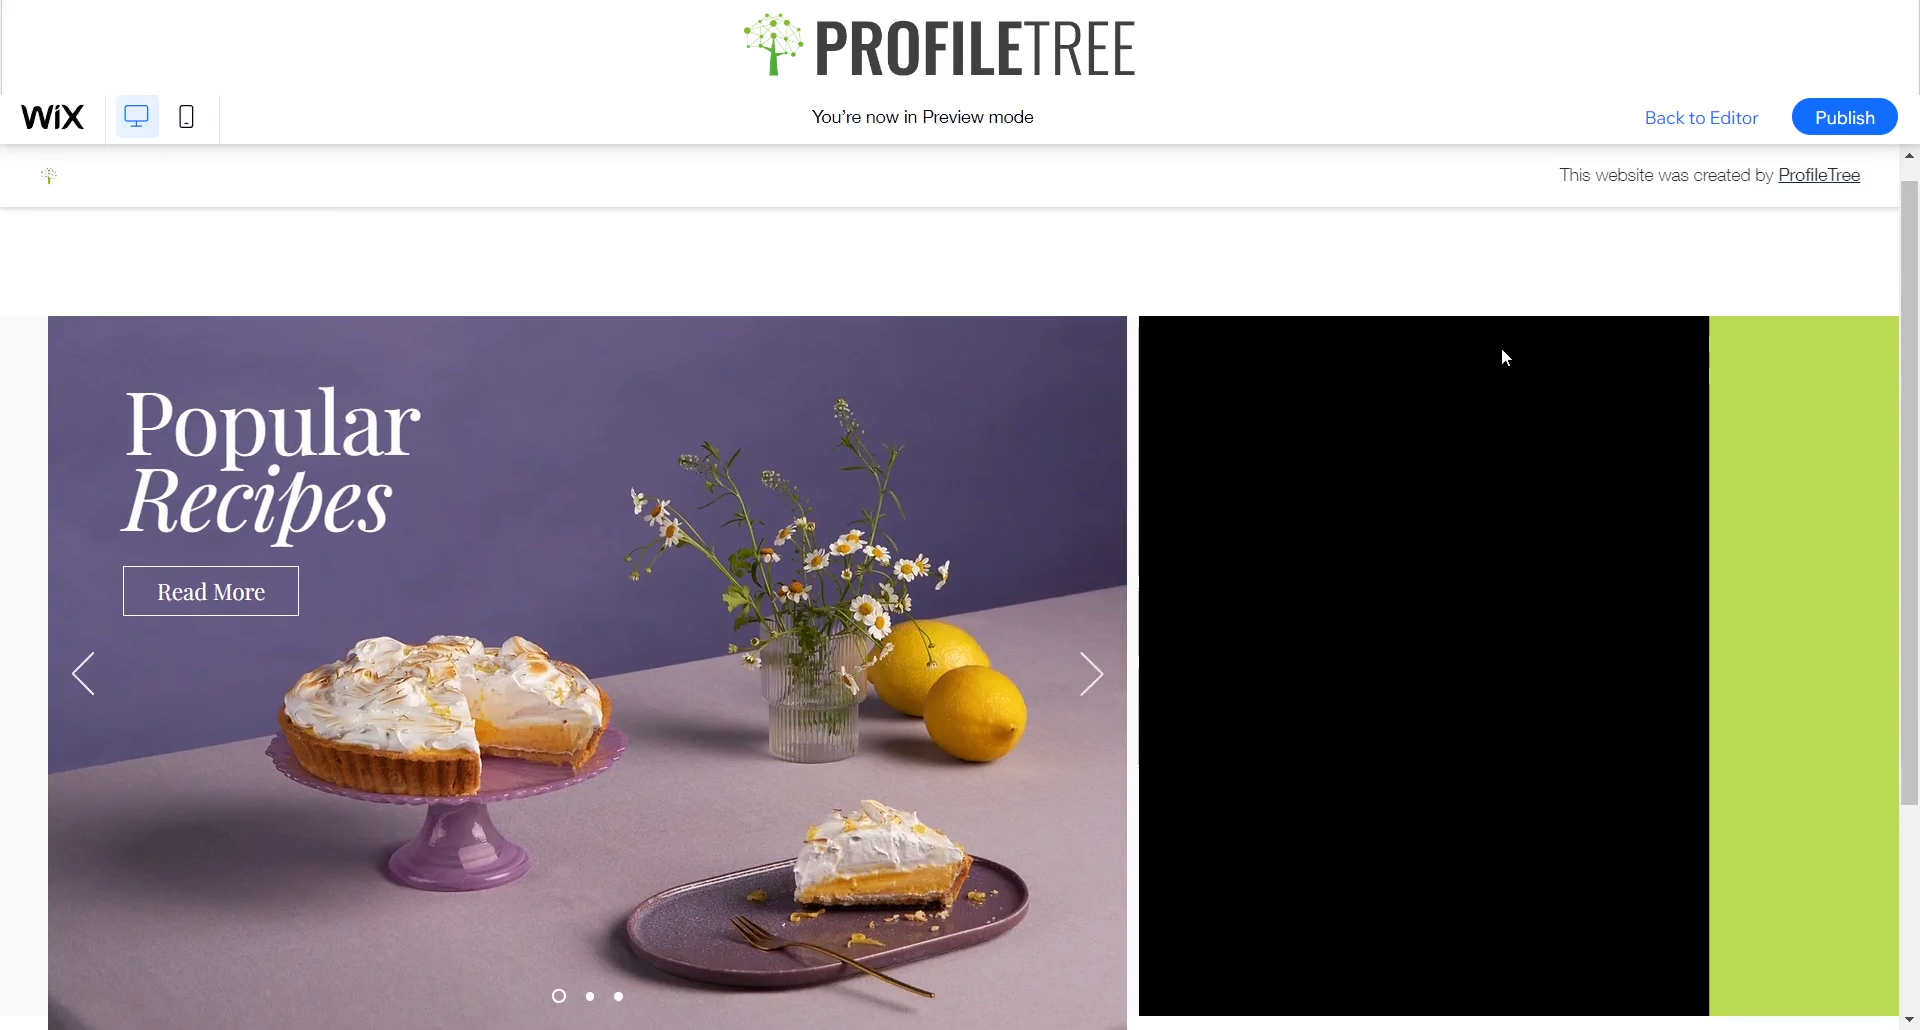 PROFILETREE
WiX
You're now in Preview mode
Back to Editor
Publish
This website was created by ProfileTree
Popular
Recipes
Read More